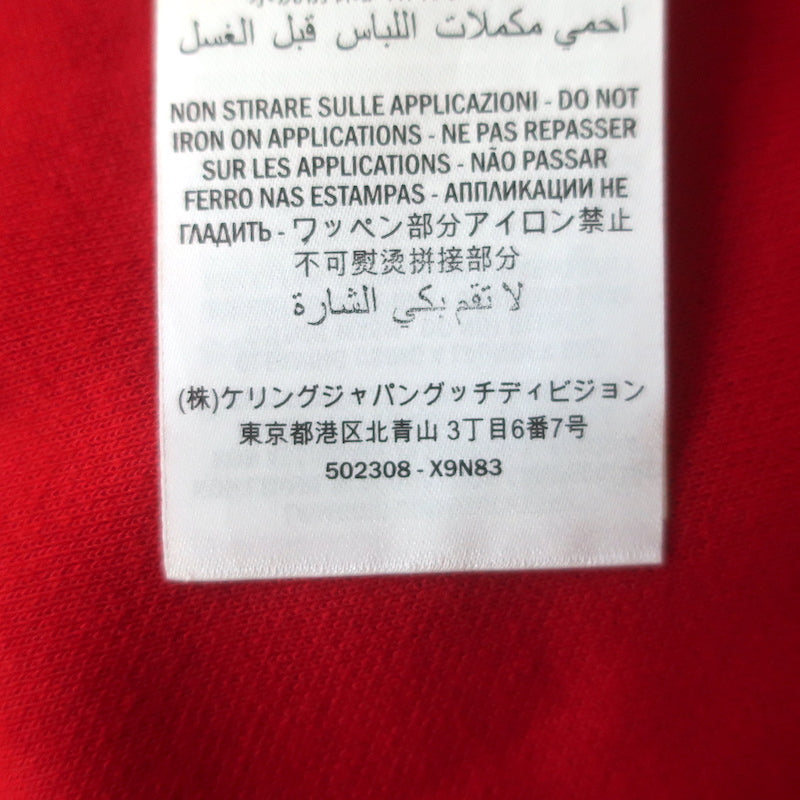 احمي مكملات اللباس قبل الغسل
NON STIRARE SULLE APPLICAZIONI - DO NOT
IRON ON APPLICATIONS - NE PAS REPASSER
SUR LES APPLICATIONS - NÃO PASSAR
FERRO NAS ESTAMPAS - АППЛИКАЦИИ НЕ
ГЛАДИТЬ - ワッペン部分アイロン禁止
不可熨烫拼接部分
لا تقم بكي الشارة
(株)ケリングジャパングッチディビジョン
東京都港区北青山 3丁目6番7号
502308 - X9N83